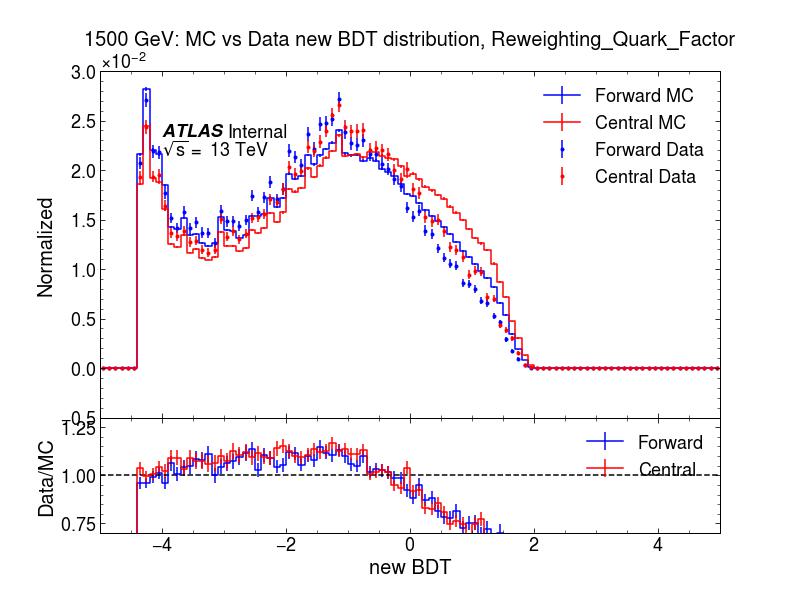 1500 GeV: MC vs Data new BDT distribution, Reweighting_Quark_Factor
×10⁻²
3.0
2.5
2.0
1.5
1.0
0.5
0.0
0.5
Normalized
ATLAS Internal
√s = 13 TeV
Forward MC
Central MC
Forward Data
Central Data
1.25
1.00
0.75
Data/MC
Forward
Central
−4 −2 0 2 4
new BDT